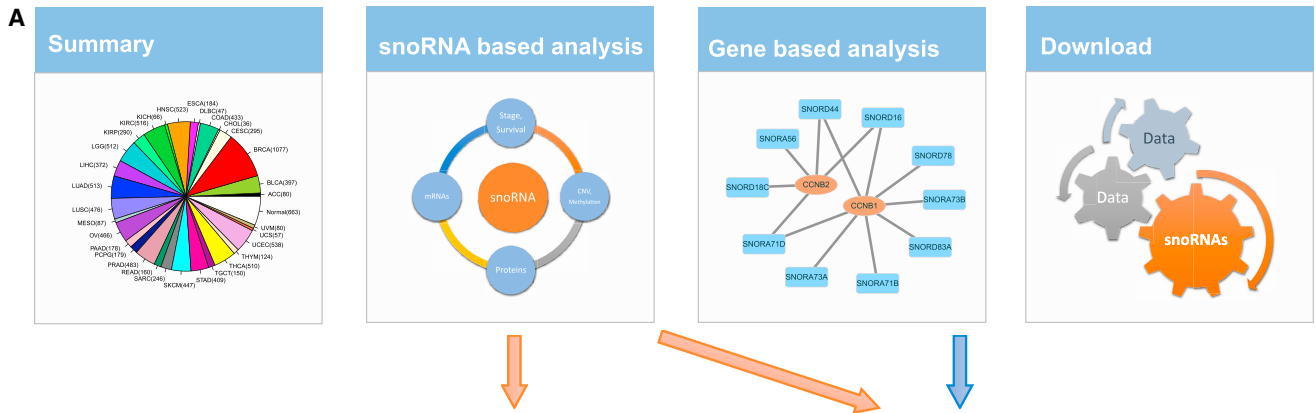 A
Summary
snoRNA based analysis
Gene based analysis
Download
ESCA(184)
HNSC(523)
DLBC(47)
KICH(66)
COAD(433)
KIRC(516)
CHOL(36)
KIRP(290)
CESC(295)
LGG(512)
BRCA(1077)
LIHC(372)
BLCA(397)
LUAD(513)
ACC(80)
LUSC(476)
Normal(663)
MESO(87)
UVM(80)
OV(466)
UCS(57)
PAAD(178)
UCEC(538)
PCPG(179)
THYM(124)
PRAD(483)
THCA(510)
READ(160)
TGCT(150)
SARC(246)
STAD(409)
SKCM(447)
Stage,
Survival
mRNAs
snoRNA
CNV,
Methylation
Proteins
SNORD44
SNORD16
SNORA56
SNORD78
SNORD18C
CCNB2
SNORA73B
CCNB1
SNORA71D
SNORD83A
SNORA73A
SNORA71B
Data
Data
snoRNAs